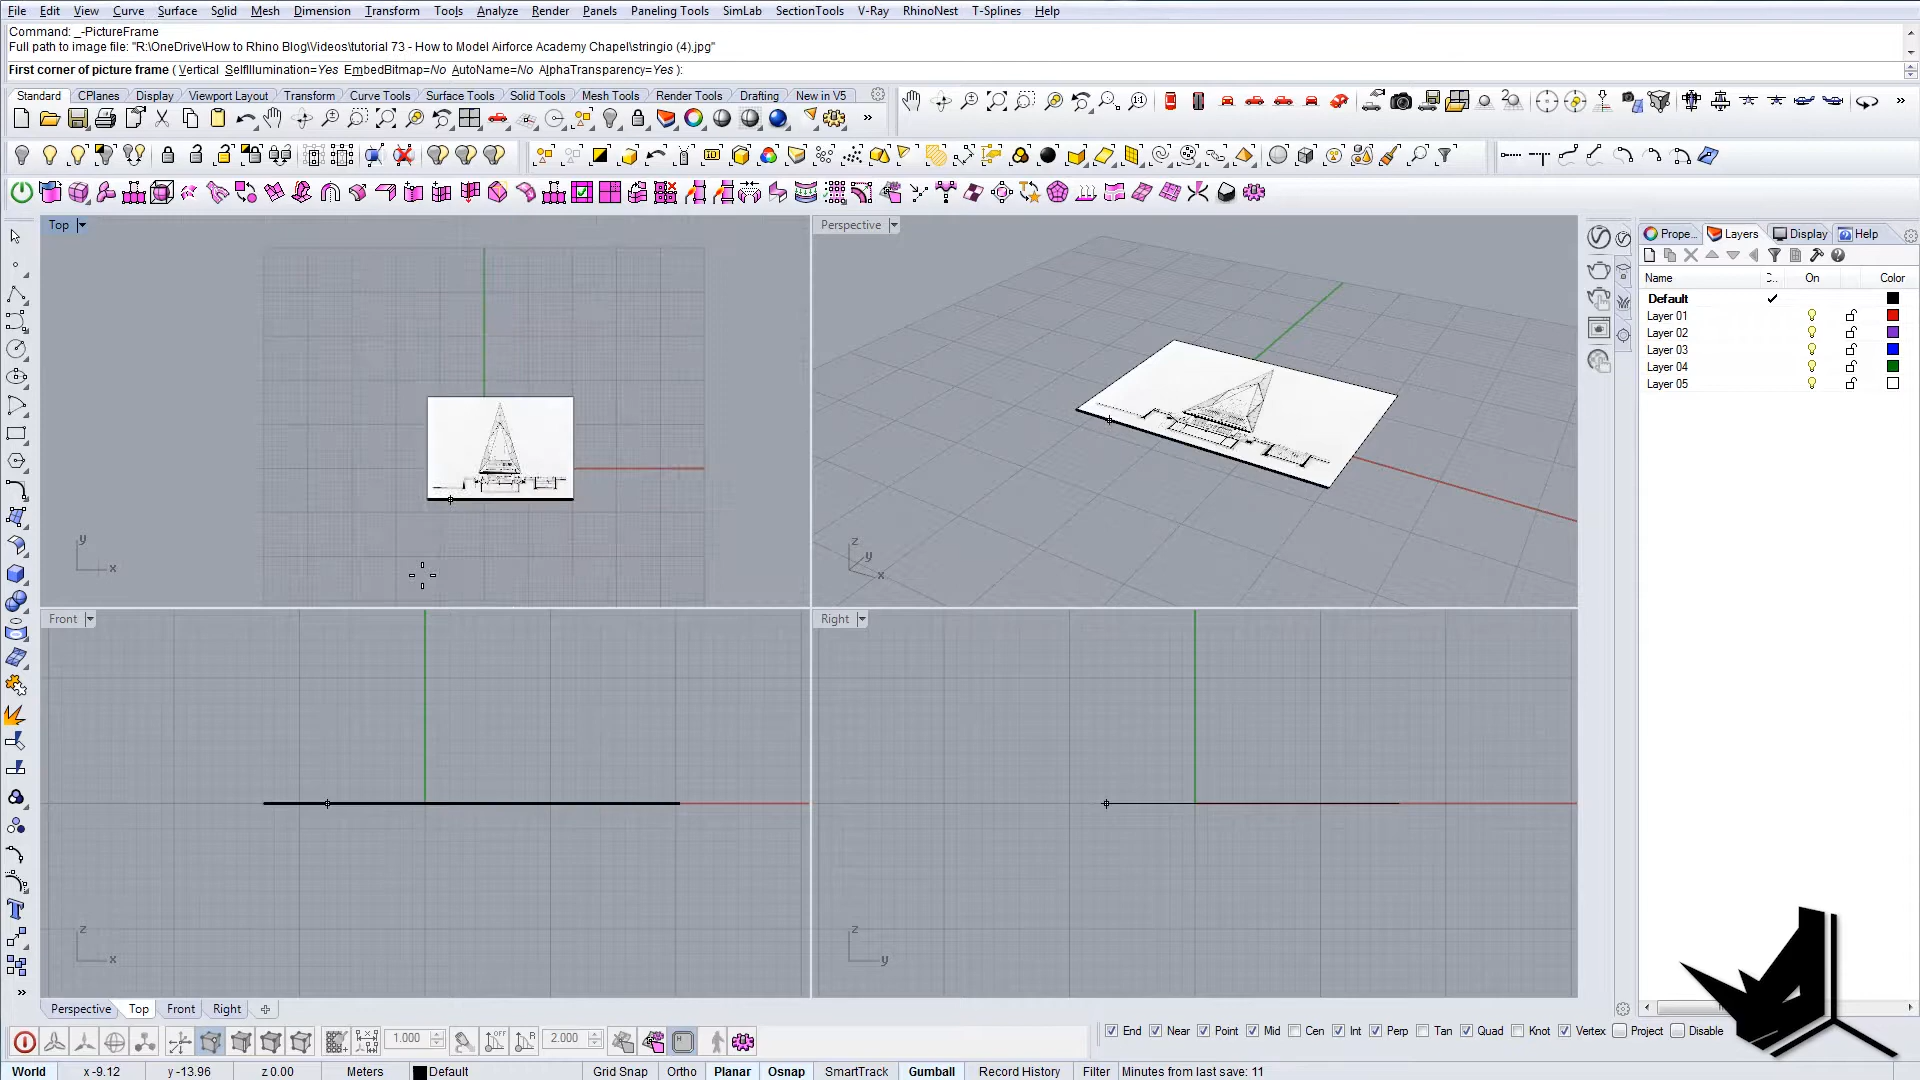 File Edit View Curve Surface Solid Mesh Dimension Transform Tools Analyze Render Panels Paneling Tools SimLab SectionTools V-Ray RhinoNest T-Splines Help
Command: _-PictureFrame
Full path to image file: "R:\OneDrive\How to Rhino Blog\Videos\tutorial 73 - How to Model Airforce Academy Chapel\stringio (4).jpg"
First corner of picture frame ( Vertical SelfIllumination=Yes EmbedBitmap=No AutoName=No AlphaTransparency=Yes ):
Standard CPlanes Display Viewport Layout Transform Curve Tools Surface Tools Solid Tools Mesh Tools Render Tools Drafting New in V5
Top
Perspective
Prope... Layers Display Help
Name C.. On Color
Default
Layer 01
Layer 02
Layer 03
Layer 04
Layer 05
y
x
z
y
x
Front
Right
z
x
z
y
Perspective Top Front Right
1.000 2.000
End Near Point Mid Cen Int Perp Tan Quad Knot Vertex Project Disable
World x -9.12 y -13.96 z 0.00 Meters Default Grid Snap Ortho Planar Osnap SmartTrack Gumball Record History Filter Minutes from last save: 11